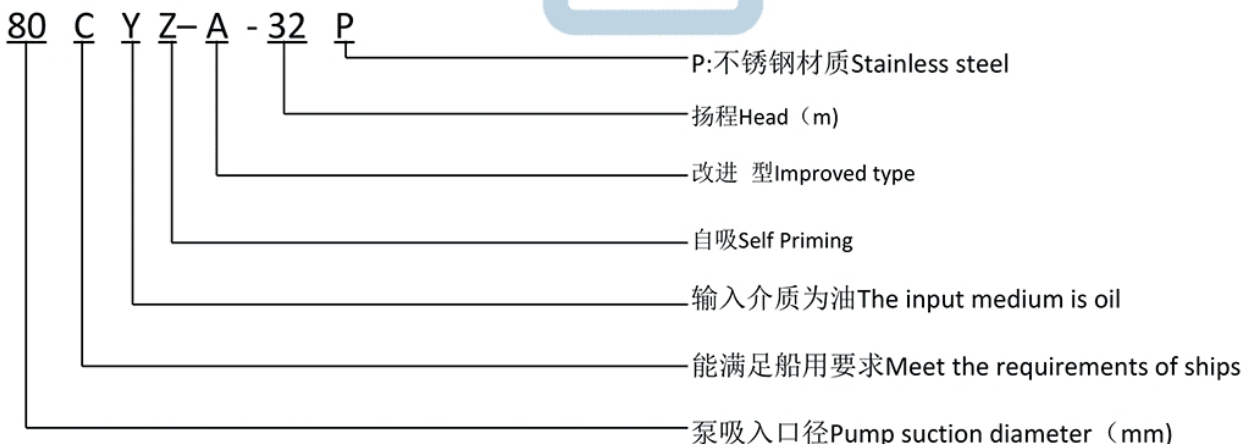 80 C Y Z– A - 32 P
P:不锈钢材质Stainless steel
扬程Head（m)
改进 型Improved type
自吸Self Priming
输入介质为油The input medium is oil
能满足船用要求Meet the requirements of ships
泵吸入口径Pump suction diameter（mm)